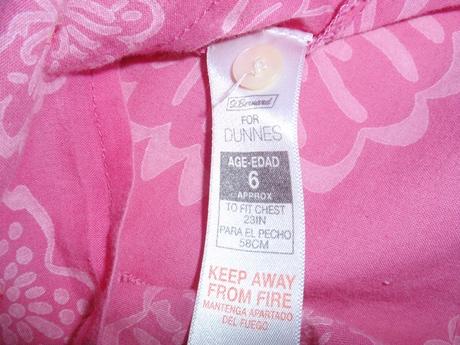 St. Bernard
FOR
DUNNES
AGE-EDAD
6
APPROX
TO FIT CHEST
23IN
PARA EL PECHO
58CM
KEEP AWAY
FROM FIRE
MANTENGA APARTADO
DEL FUEGO